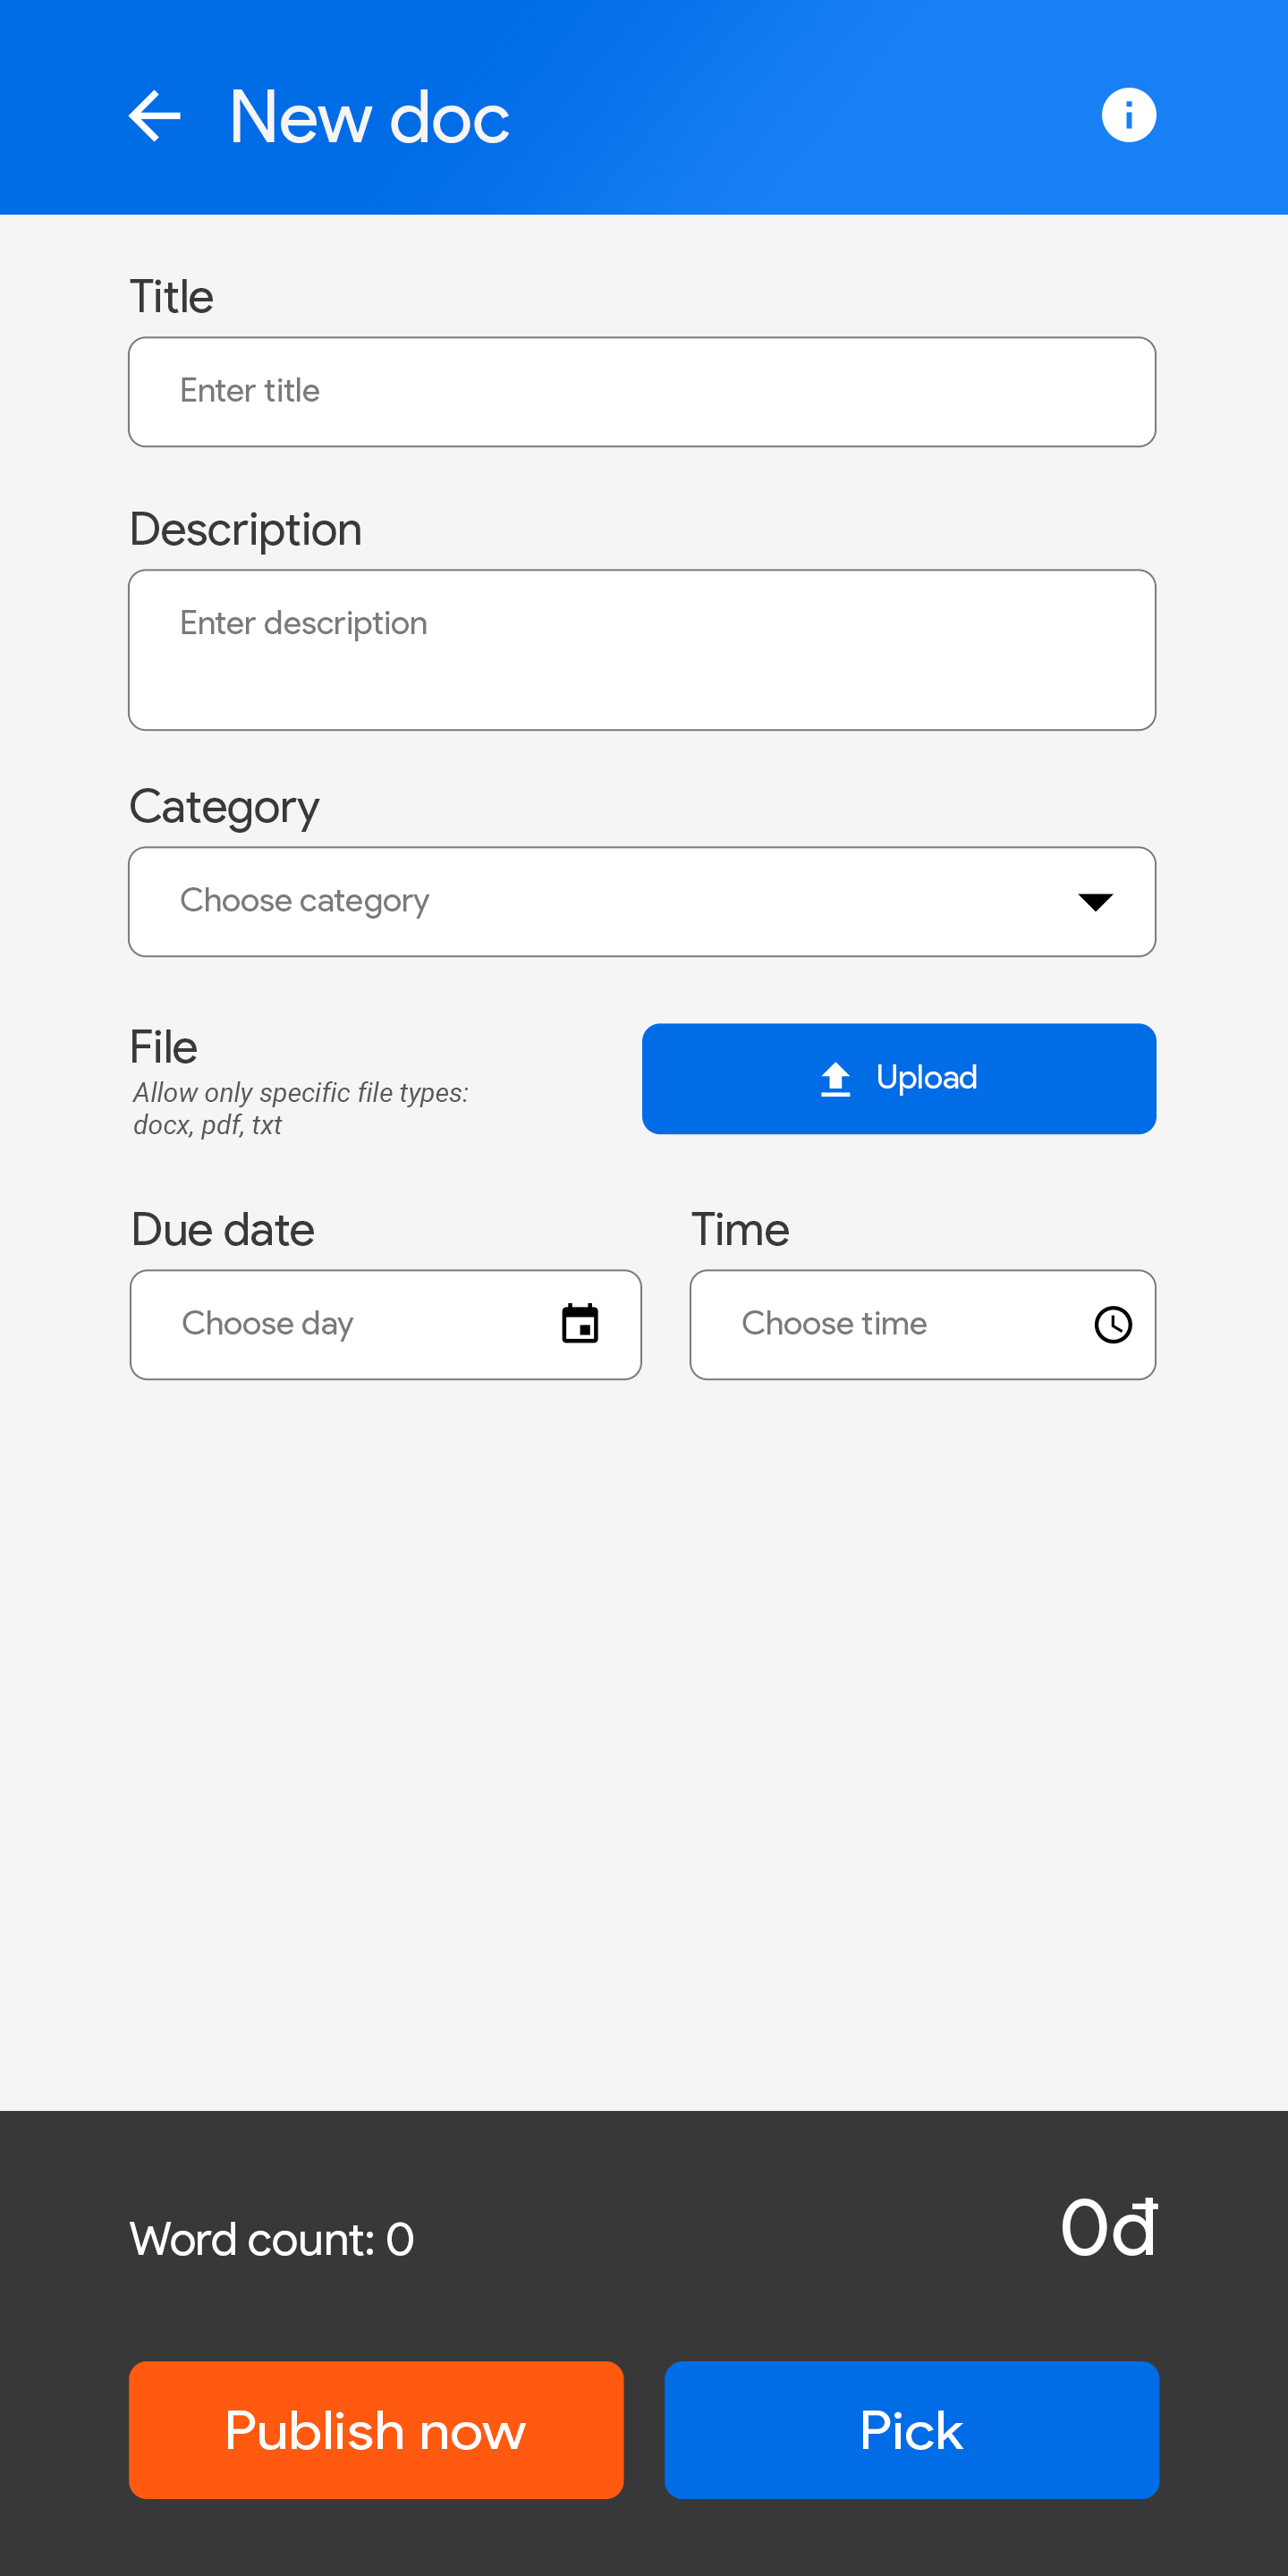 New doc
Title
Enter title
Description
Enter description
Category
Choose category
File
Allow only specific file types:
docx, pdf, txt
Upload
Due date
Time
Choose day
Choose time
Word count: 0
0đ
Publish now
Pick